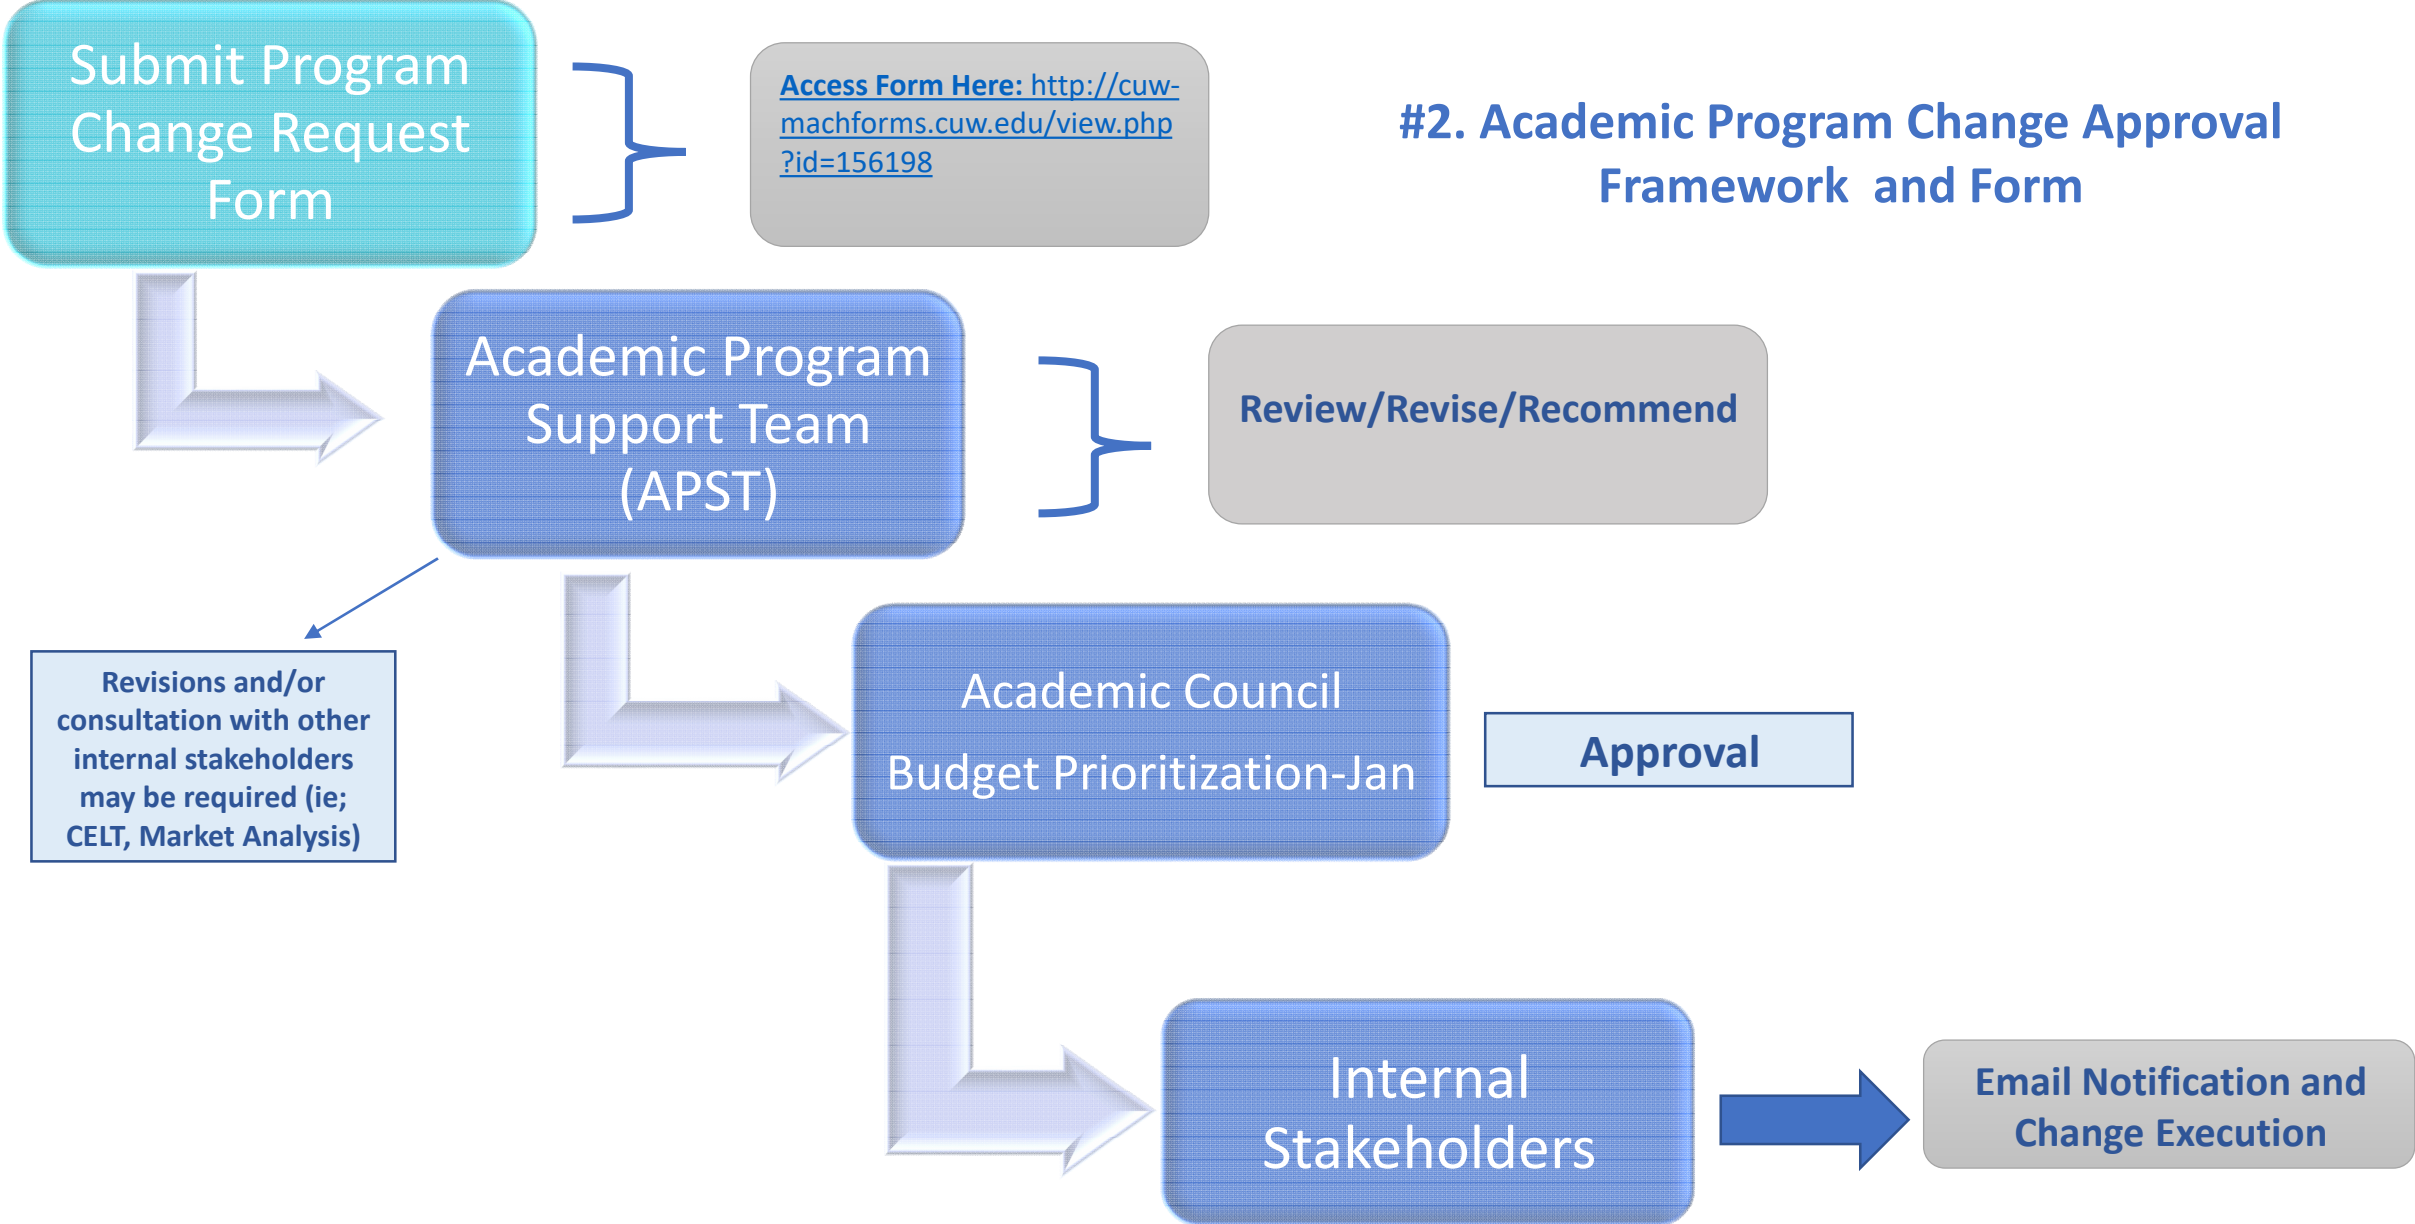 Submit Program
Change Request
Form
Access Form Here: http://cuw-
machforms.cuw.edu/view.php
?id=156198
#2. Academic Program Change Approval
Framework  and Form
Academic Program
Support Team
(APST)
Review/Revise/Recommend
Revisions and/or
consultation with other
internal stakeholders
may be required (ie;
CELT, Market Analysis)
Academic Council
Budget Prioritization-Jan
Approval
Internal
Stakeholders
Email Notification and
Change Execution